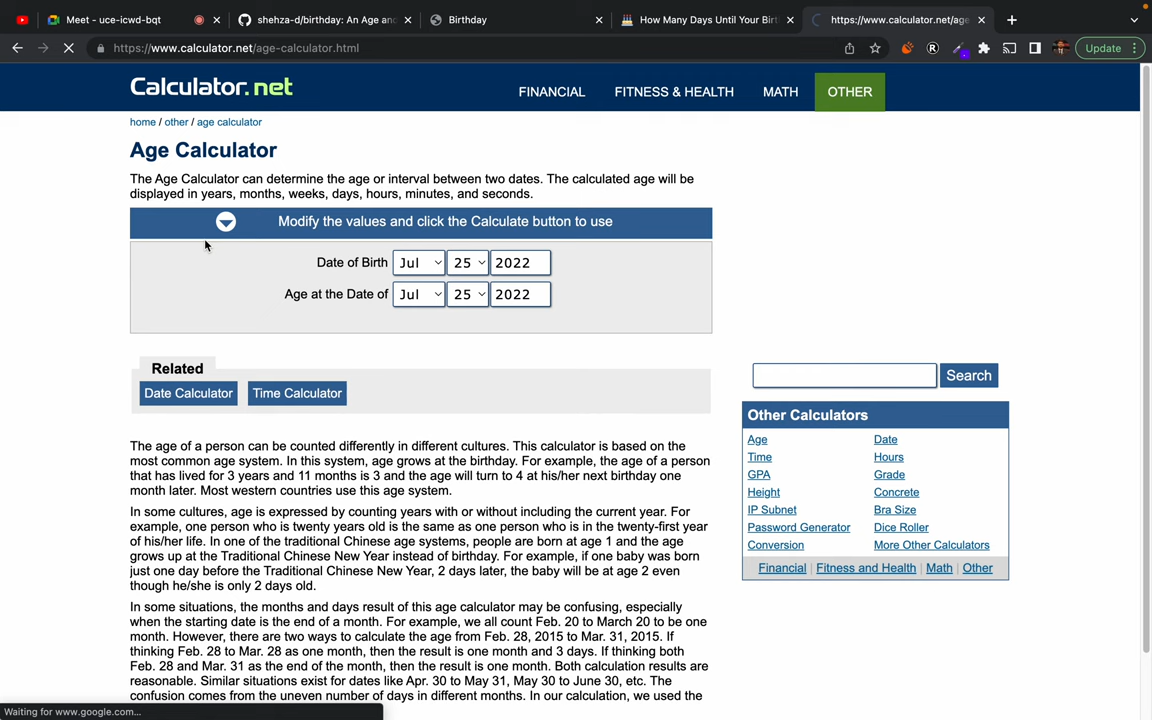 Meet - uce-icwd-bqt
shehza-d/birthday: An Age an
Birthday
How Many Days Until Your Birt
https://www.calculator.net/age
https://www.calculator.net/age-calculator.html
Update
Calculator.net
FINANCIAL
FITNESS & HEALTH
MATH
OTHER
home / other / age calculator
Age Calculator
The Age Calculator can determine the age or interval between two dates. The calculated age will be
displayed in years, months, weeks, days, hours, minutes, and seconds.
Modify the values and click the Calculate button to use
Date of Birth Jul 25 2022
Age at the Date of Jul 25 2022
Related
Date Calculator
Time Calculator
The age of a person can be counted differently in different cultures. This calculator is based on the
most common age system. In this system, age grows at the birthday. For example, the age of a person
that has lived for 3 years and 11 months is 3 and the age will turn to 4 at his/her next birthday one
month later. Most western countries use this age system.
In some cultures, age is expressed by counting years with or without including the current year. For
example, one person who is twenty years old is the same as one person who is in the twenty-first year
of his/her life. In one of the traditional Chinese age systems, people are born at age 1 and the age
grows up at the Traditional Chinese New Year instead of birthday. For example, if one baby was born
just one day before the Traditional Chinese New Year, 2 days later, the baby will be at age 2 even
though he/she is only 2 days old.
In some situations, the months and days result of this age calculator may be confusing, especially
when the starting date is the end of a month. For example, we all count Feb. 20 to March 20 to be one
month. However, there are two ways to calculate the age from Feb. 28, 2015 to Mar. 31, 2015. If
thinking Feb. 28 to Mar. 28 as one month, then the result is one month and 3 days. If thinking both
Feb. 28 and Mar. 31 as the end of the month, then the result is one month. Both calculation results are
reasonable. Similar situations exist for dates like Apr. 30 to May 31, May 30 to June 30, etc. The
confusion comes from the uneven number of days in different months. In our calculation, we used the
Search
Other Calculators
Age Date
Time Hours
GPA Grade
Height Concrete
IP Subnet Bra Size
Password Generator Dice Roller
Conversion More Other Calculators
Financial | Fitness and Health | Math | Other
Waiting for www.google.com...